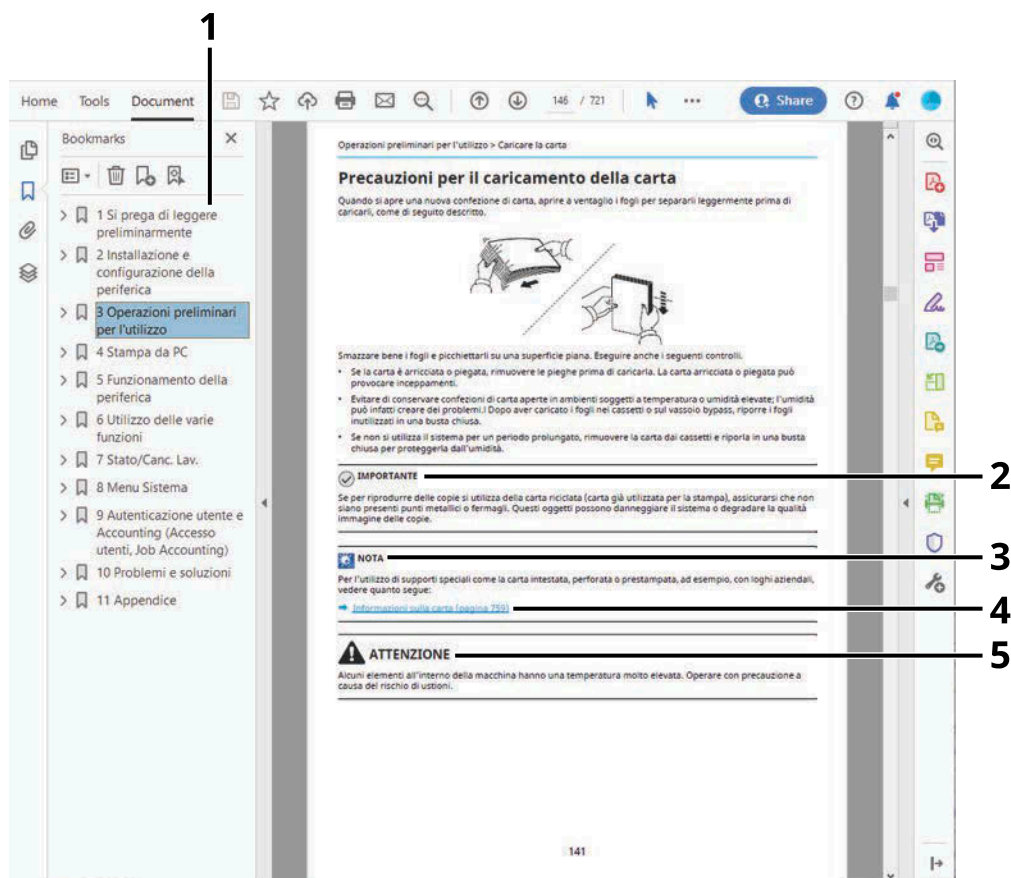 1
Home Tools Document 146 / 721 ••• Share
Bookmarks
1 Si prega di leggere
preliminarmente
2 Installazione e
configurazione della
periferica
3 Operazioni preliminari
per l'utilizzo
4 Stampa da PC
5 Funzionamento della
periferica
6 Utilizzo delle varie
funzioni
7 Stato/Canc. Lav.
8 Menu Sistema
9 Autenticazione utente e
Accounting (Accesso
utenti, Job Accounting)
10 Problemi e soluzioni
11 Appendice
Operazioni preliminari per l'utilizzo > Caricare la carta
Precauzioni per il caricamento della carta
Quando si apre una nuova confezione di carta, aprire a ventaglio i fogli per separarli leggermente prima di
caricarli, come di seguito descritto.
Smazzare bene i fogli e picchiettarli su una superficie piana. Eseguire anche i seguenti controlli.
• Se la carta è arricciata o piegata, rimuovere le pieghe prima di caricarla. La carta arricciata o piegata può
provocare inceppamenti.
• Evitare di conservare confezioni di carta aperte in ambienti soggetti a temperatura o umidità elevate; l'umidità
può infatti creare dei problemi.l Dopo aver caricato i fogli nei cassetti o sul vassoio bypass, riporre i fogli
inutilizzati in una busta chiusa.
• Se non si utilizza il sistema per un periodo prolungato, rimuovere la carta dai cassetti e riporla in una busta
chiusa per proteggerla dall'umidità.
IMPORTANTE
2
Se per riprodurre delle copie si utilizza della carta riciclata (carta già utilizzata per la stampa), assicurarsi che non
siano presenti punti metallici o fermagli. Questi oggetti possono danneggiare il sistema o degradare la qualità
immagine delle copie.
NOTA
3
Per l'utilizzo di supporti speciali come la carta intestata, perforata o prestampata, ad esempio, con loghi aziendali,
vedere quanto segue:
Informazioni sulla carta (pagina 759)
4
ATTENZIONE
5
Alcuni elementi all'interno della macchina hanno una temperatura molto elevata. Operare con precauzione a
causa del rischio di ustioni.
141